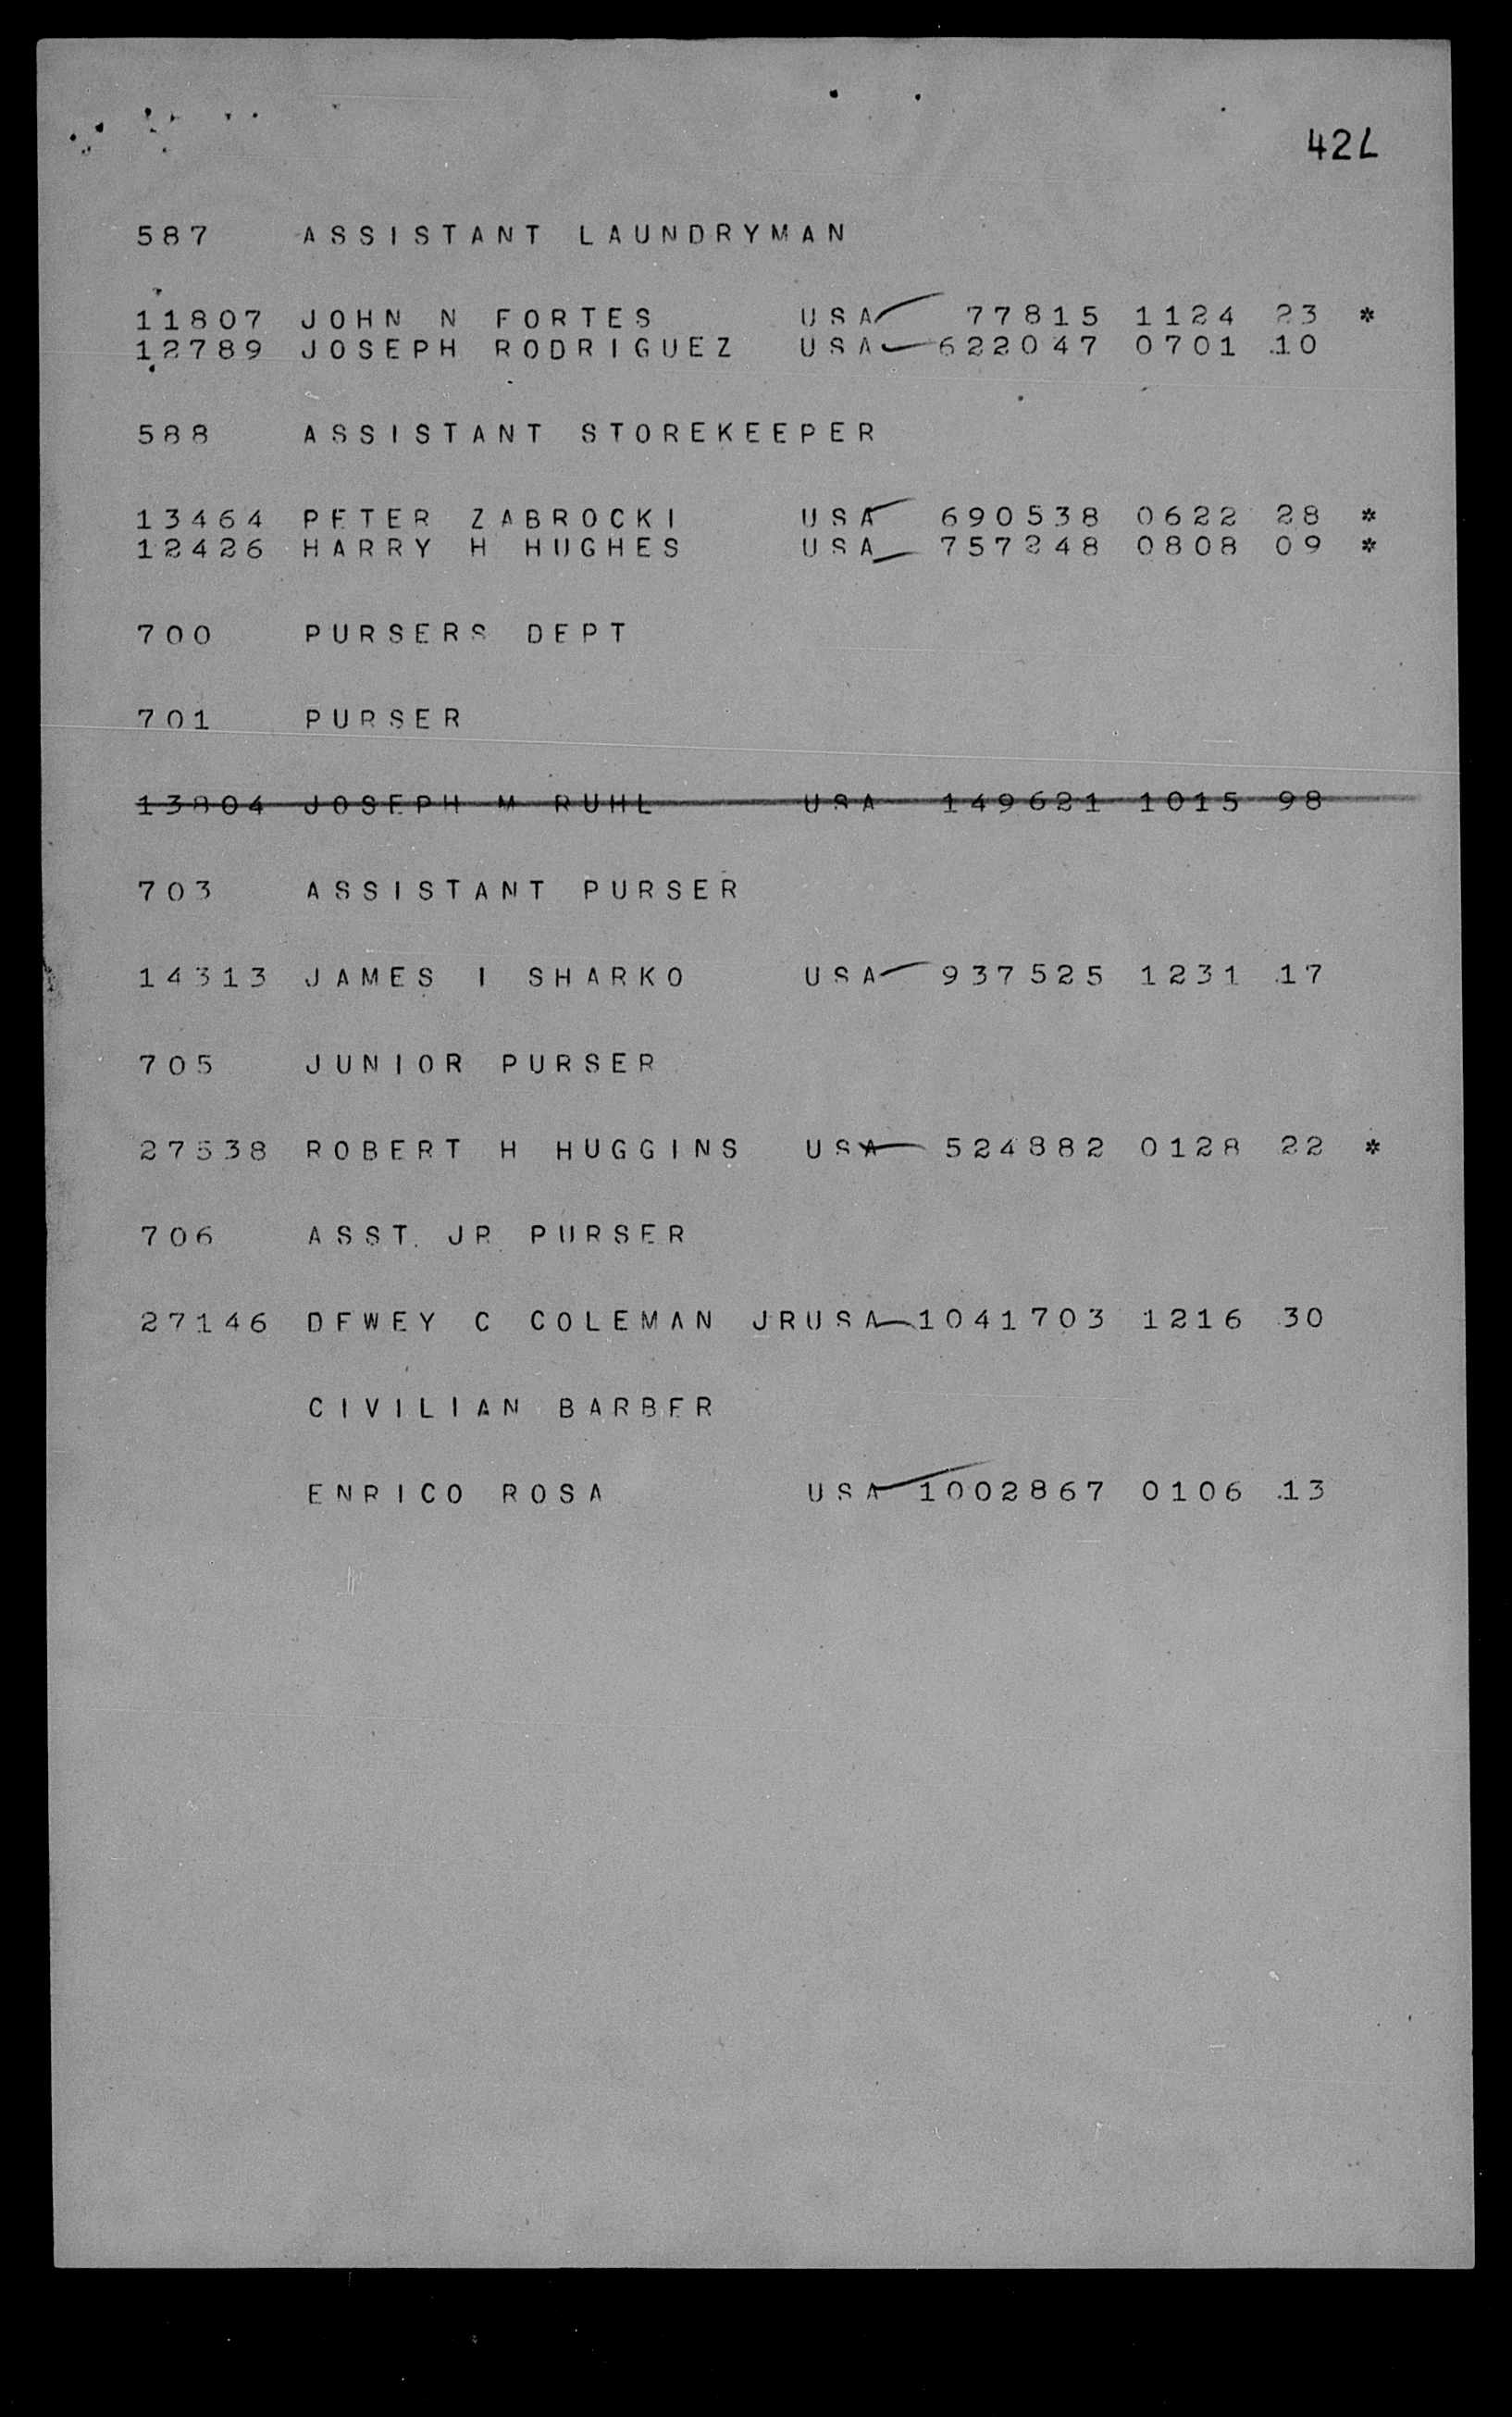 42L
587 ASSISTANT LAUNDRYMAN
11807 JOHN N FORTES USA 77815 1124 23 *
12789 JOSEPH RODRIGUEZ USA 622047 0701 10
588 ASSISTANT STOREKEEPER
13464 PETER ZABROCKI USA 690538 0622 28 *
12426 HARRY H HUGHES USA 757248 0808 09 *
700 PURSERS DEPT
701 PURSER
13804 JOSEPH M RUHL USA 149621 1015 98
703 ASSISTANT PURSER
14313 JAMES I SHARKO USA 937525 1231 17
705 JUNIOR PURSER
27538 ROBERT H HUGGINS USA 524882 0128 22 *
706 ASST. JR PURSER
27146 DEWEY C COLEMAN JRUSA 1041703 1216 30
CIVILIAN BARBER
ENRICO ROSA USA 1002867 0106 13